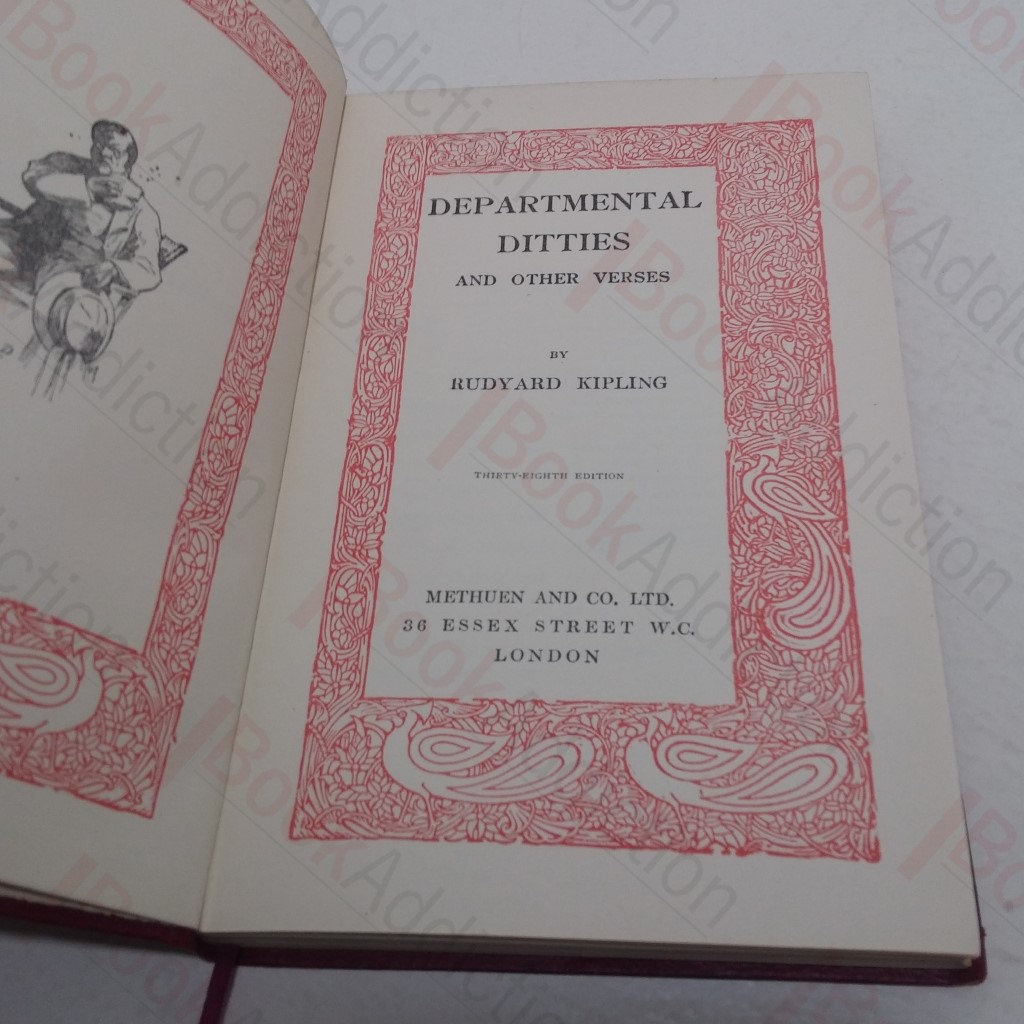 DEPARTMENTAL
DITTIES
AND OTHER VERSES
BY
RUDYARD KIPLING
THIRTY-EIGHTH EDITION
METHUEN AND CO. LTD.
36 ESSEX STREET W.C.
LONDON
BookAddiction